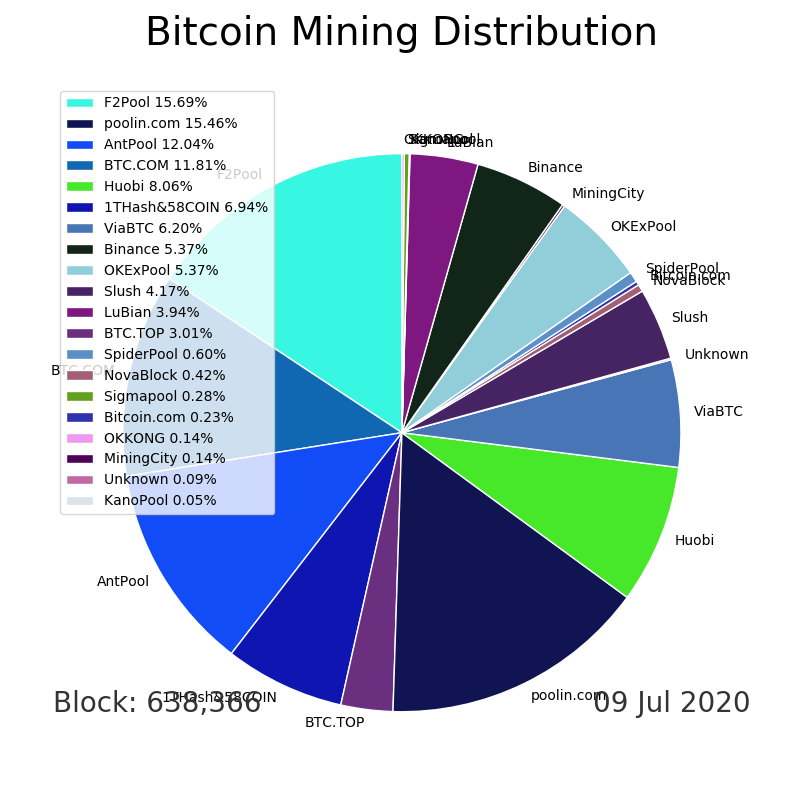 Bitcoin Mining Distribution
F2Pool 15.69%
poolin.com 15.46%
AntPool 12.04%
BTC.COM 11.81%
Huobi 8.06%
1THash&58COIN 6.94%
ViaBTC 6.20%
Binance 5.37%
OKExPool 5.37%
Slush 4.17%
LuBian 3.94%
BTC.TOP 3.01%
SpiderPool 0.60%
NovaBlock 0.42%
Sigmapool 0.28%
Bitcoin.com 0.23%
OKKONG 0.14%
MiningCity 0.14%
Unknown 0.09%
KanoPool 0.05%
LuBian
Binance
MiningCity
OKExPool
SpiderPool
Bitcoin.com
NovaBlock
Slush
Unknown
ViaBTC
Huobi
poolin.com
BTC.TOP
1THash&58COIN
AntPool
BTC.COM
F2Pool
Block: 638,366
09 Jul 2020